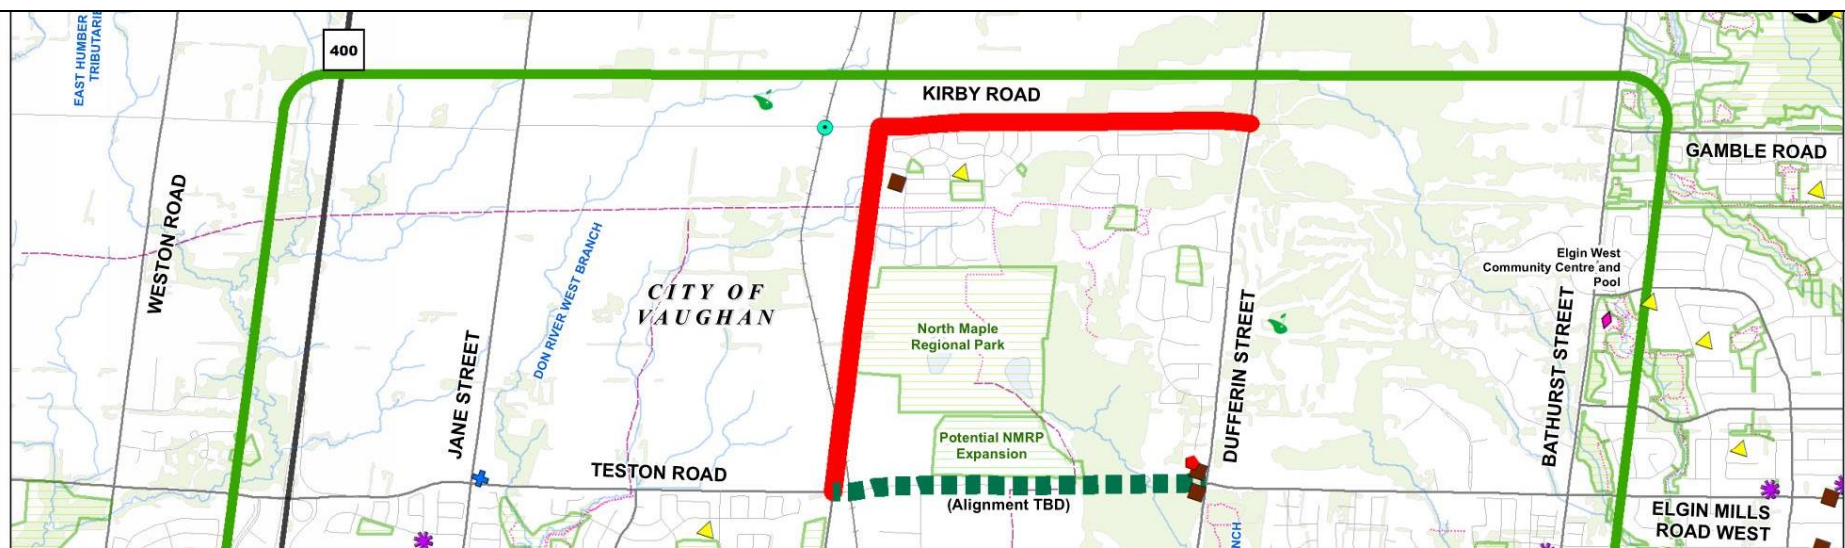 EAST HUMBER
TRIBUTARIE
400
KIRBY ROAD
GAMBLE ROAD
WESTON ROAD
DON RIVER WEST BRANCH
CITY OF
VAUGHAN
Elgin West
Community Centre and
Pool
North Maple
Regional Park
JANE STREET
DUFFERIN STREET
BATHURST STREET
Potential NMRP
Expansion
TESTON ROAD
(Alignment TBD)
ELGIN MILLS
ROAD WEST
NCH